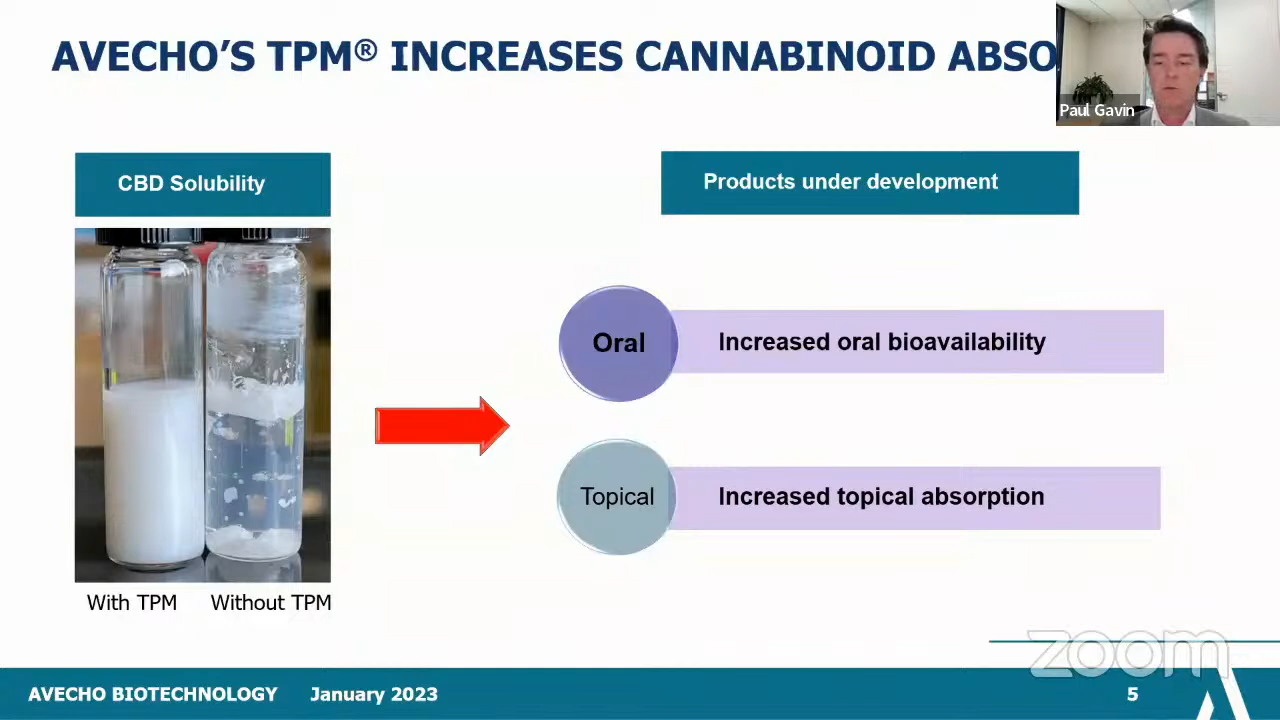 AVECHO'S TPM® INCREASES CANNABINOID ABSO
Paul Gavin
CBD Solubility
Products under development
Oral
Increased oral bioavailability
Topical
Increased topical absorption
With TPM
Without TPM
zoom
AVECHO BIOTECHNOLOGY January 2023
5